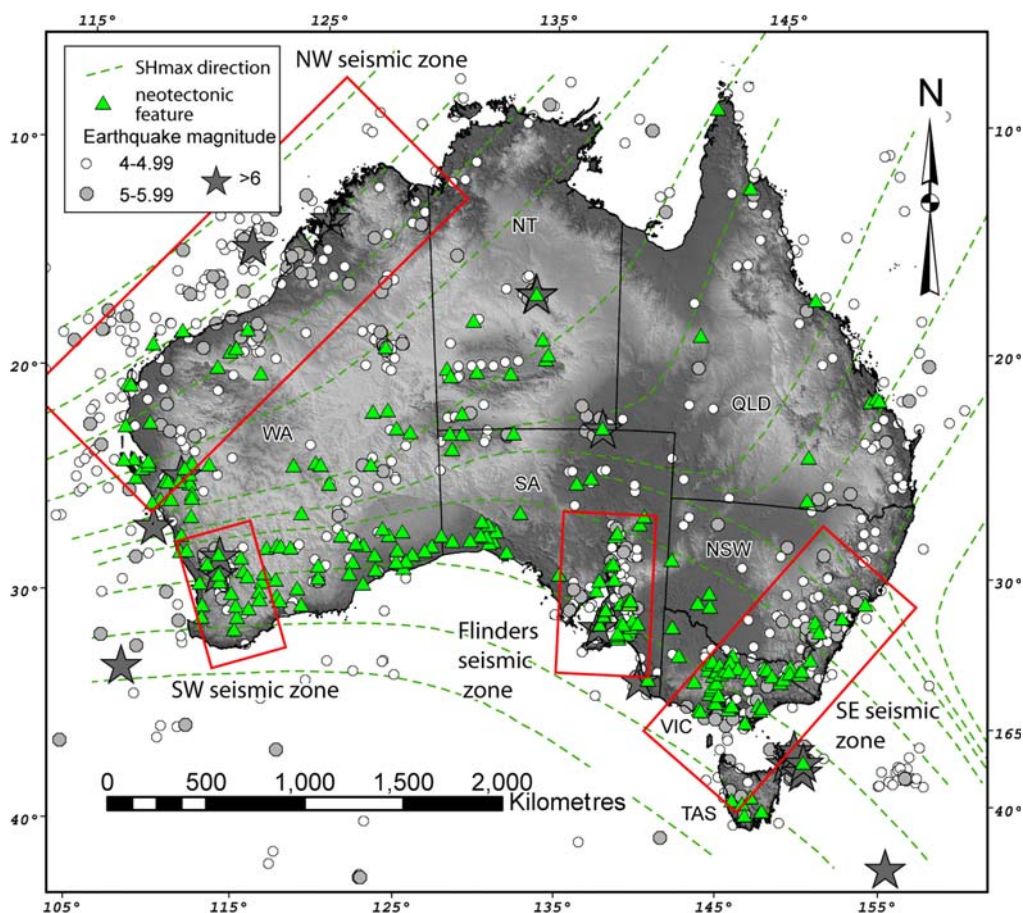 115° 125° 135° 145°
NW seismic zone
SHmax direction
neotectonic
feature
Earthquake magnitude
4-4.99
5-5.99
>6
N
10° 10°
NT
20° 20°
QLD
WA
SA
NSW
30° 30°
Flinders
seismic
zone
SW seismic zone
SE seismic
zone
VIC
165°
0 500 1,000 1,500 2,000
Kilometres
TAS
40° 40°
105° 115° 125° 135° 145° 155°